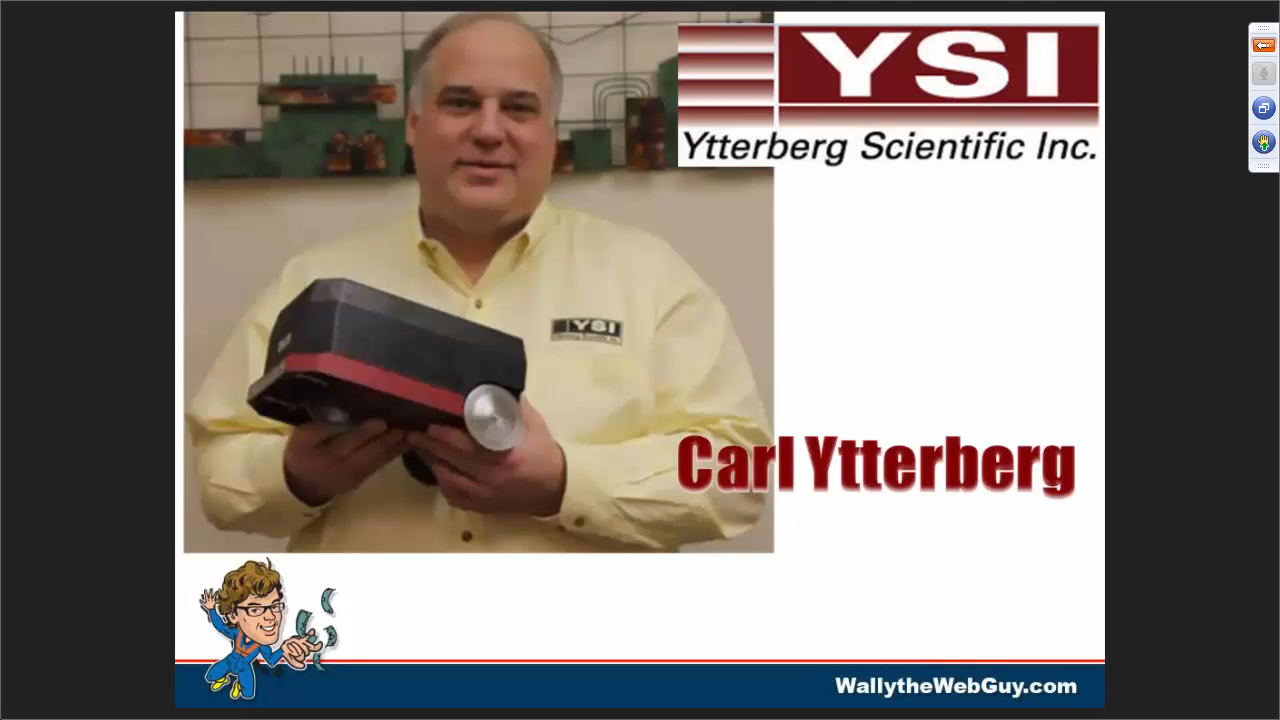 YSI
Ytterberg Scientific Inc.
YSI
Carl Ytterberg
WallytheWebGuy.com